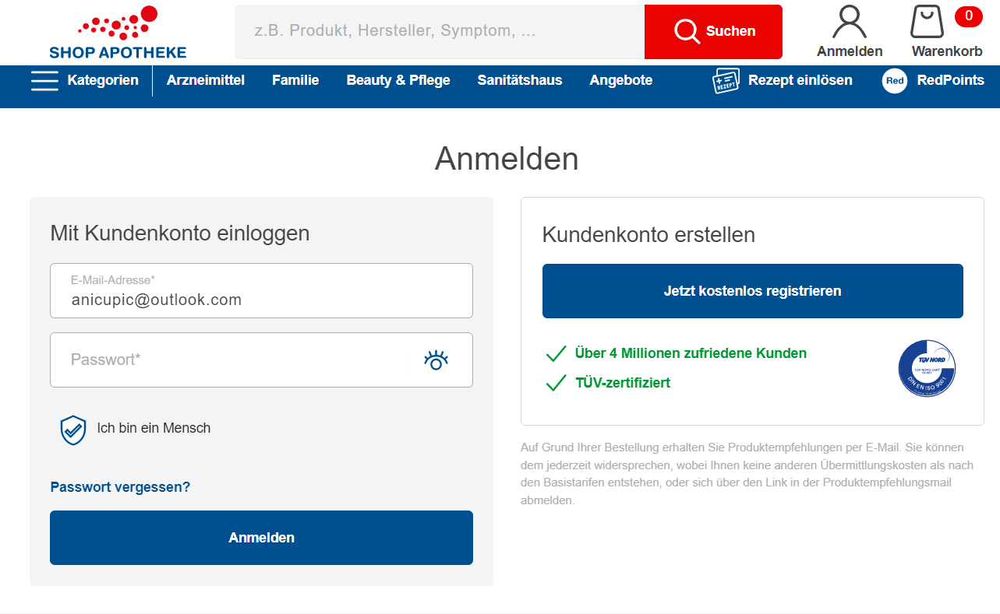 SHOP APOTHEKE
z.B. Produkt, Hersteller, Symptom, ...
Suchen
Anmelden
0
Warenkorb
Kategorien
Arzneimittel
Familie
Beauty & Pflege
Sanitätshaus
Angebote
REZEPT
Rezept einlösen
Red
RedPoints
Anmelden
Mit Kundenkonto einloggen
E-Mail-Adresse*
anicupic@outlook.com
Passwort*
Ich bin ein Mensch
Passwort vergessen?
Anmelden
Kundenkonto erstellen
Jetzt kostenlos registrieren
Über 4 Millionen zufriedene Kunden
TÜV-zertifiziert
TÜV NORD
TÜV NORD CERT
GmbH
DIN EN ISO 9001
Auf Grund Ihrer Bestellung erhalten Sie Produktempfehlungen per E-Mail. Sie können
dem jederzeit widersprechen, wobei Ihnen keine anderen Übermittlungskosten als nach
den Basistarifen entstehen, oder sich über den Link in der Produktempfehlungsmail
abmelden.